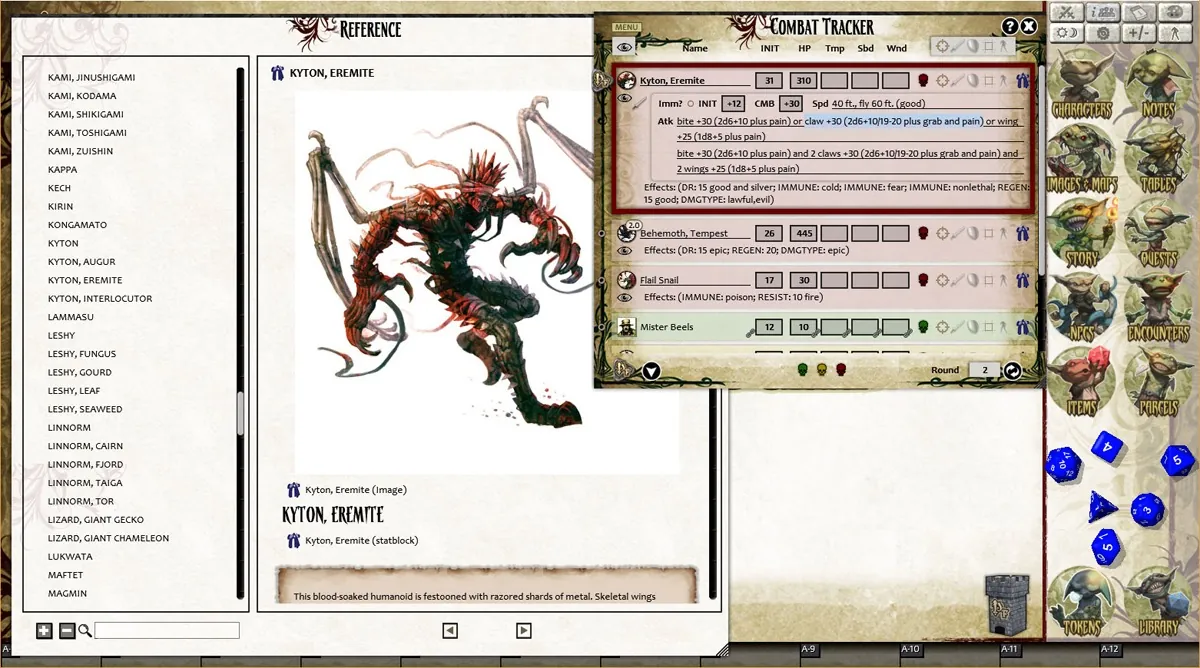 REFERENCE
KAMI, JINUSHIGAMI
KAMI, KODAMA
KAMI, SHIKIGAMI
KAMI, TOSHIGAMI
KAMI, ZUISHIN
KAPPA
KECH
KIRIN
KONGAMATO
KYTON
KYTON, AUGUR
KYTON, EREMITE
KYTON, INTERLOCUTOR
LAMMASU
LESHY
LESHY, FUNGUS
LESHY, GOURD
LESHY, LEAF
LESHY, SEAWEED
LINNORM
LINNORM, CAIRN
LINNORM, FJORD
LINNORM, TAIGA
LINNORM, TOR
LIZARD, GIANT GECKO
LIZARD, GIANT CHAMELEON
LUKWATA
MAFTET
MAGMIN
KYTON, EREMITE
Kyton, Eremite (Image)
KYTON, EREMITE
Kyton, Eremite (statblock)
This blood-soaked humanoid is festooned with razored shards of metal. Skeletal wings
MENU
COMBAT TRACKER
? X
Name INIT HP Tmp Sbd Wnd
Kyton, Eremite 31 310
Imm? INIT +12 CMB +30 Spd 40 ft., fly 60 ft. (good)
Atk bite +30 (2d6+10 plus pain) or claw +30 (2d6+10/19-20 plus grab and pain) or wing
+25 (1d8+5 plus pain)
bite +30 (2d6+10 plus pain) and 2 claws +30 (2d6+10/19-20 plus grab and pain) and
2 wings +25 (1d8+5 plus pain)
Effects: (DR: 15 good and silver; IMMUNE: cold; IMMUNE: fear; IMMUNE: nonlethal; REGEN:
15 good; DMGTYPE: lawful,evil)
2.0
Behemoth, Tempest 26 445
Effects: (DR: 15 epic; REGEN: 20; DMGTYPE: epic)
Flail Snail 17 30
Effects: (IMMUNE: poison; RESIST: 10 fire)
Mister Beels 12 10
Round 2
+/-
CHARACTERS NOTES
IMAGES & MAPS TABLES
STORY QUESTS
NPCS ENCOUNTERS
ITEMS PARCELS
4
10 12 8
5
3
5
TOKENS LIBRARY
A-9 A-10 A-11 A-12